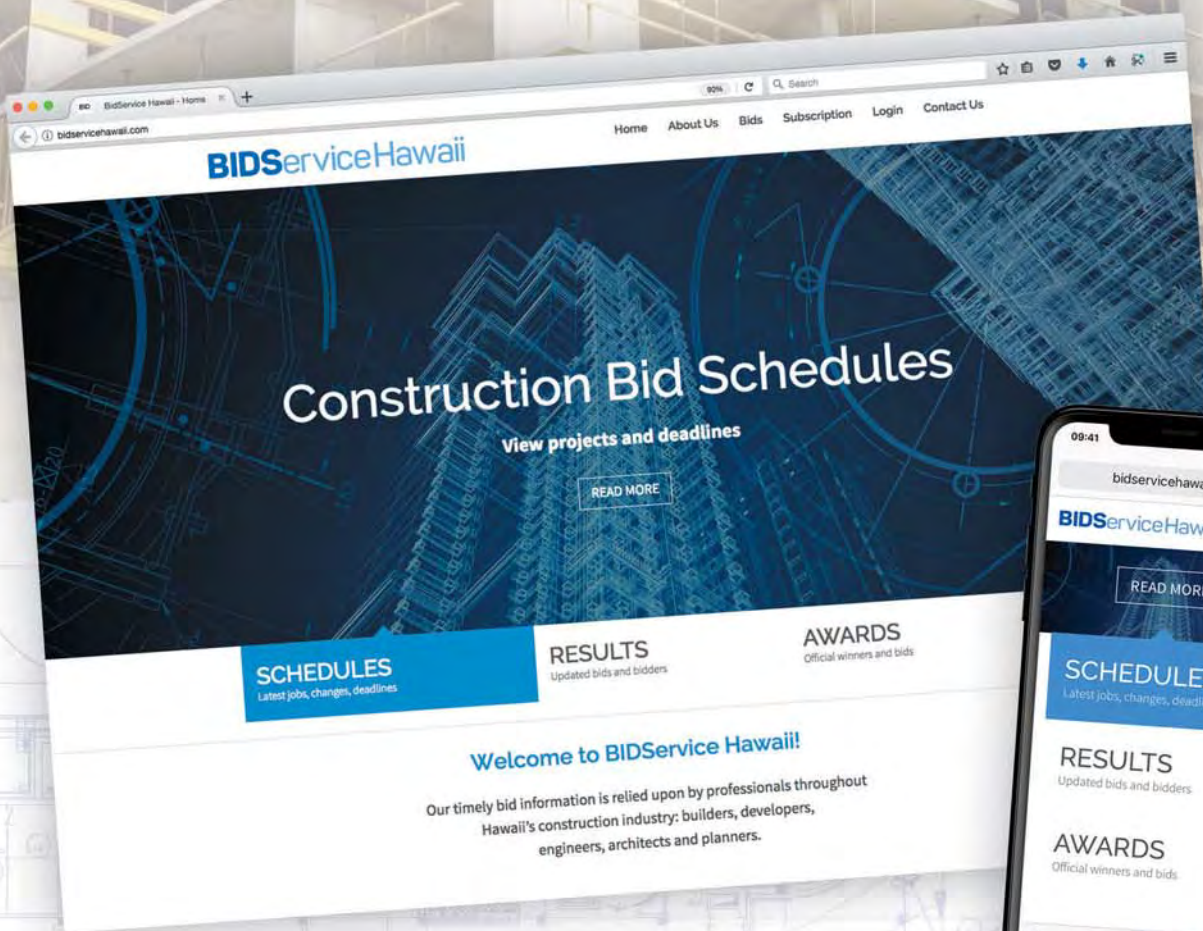 BID BidService Hawaii - Home × +
bidservicehawaii.com
90%
Search
BIDServiceHawaii
Home About Us Bids Subscription Login Contact Us
Construction Bid Schedules
View projects and deadlines
READ MORE
SCHEDULES
Latest jobs, changes, deadlines
RESULTS
Updated bids and bidders
AWARDS
Official winners and bids
Welcome to BIDService Hawaii!
Our timely bid information is relied upon by professionals throughout
Hawaii's construction industry: builders, developers,
engineers, architects and planners.
09:41
bidservicehawa
BIDServiceHaw
READ MORE
SCHEDULE
Latest jobs, changes, deadli
RESULTS
Updated bids and bidders
AWARDS
Official winners and bids